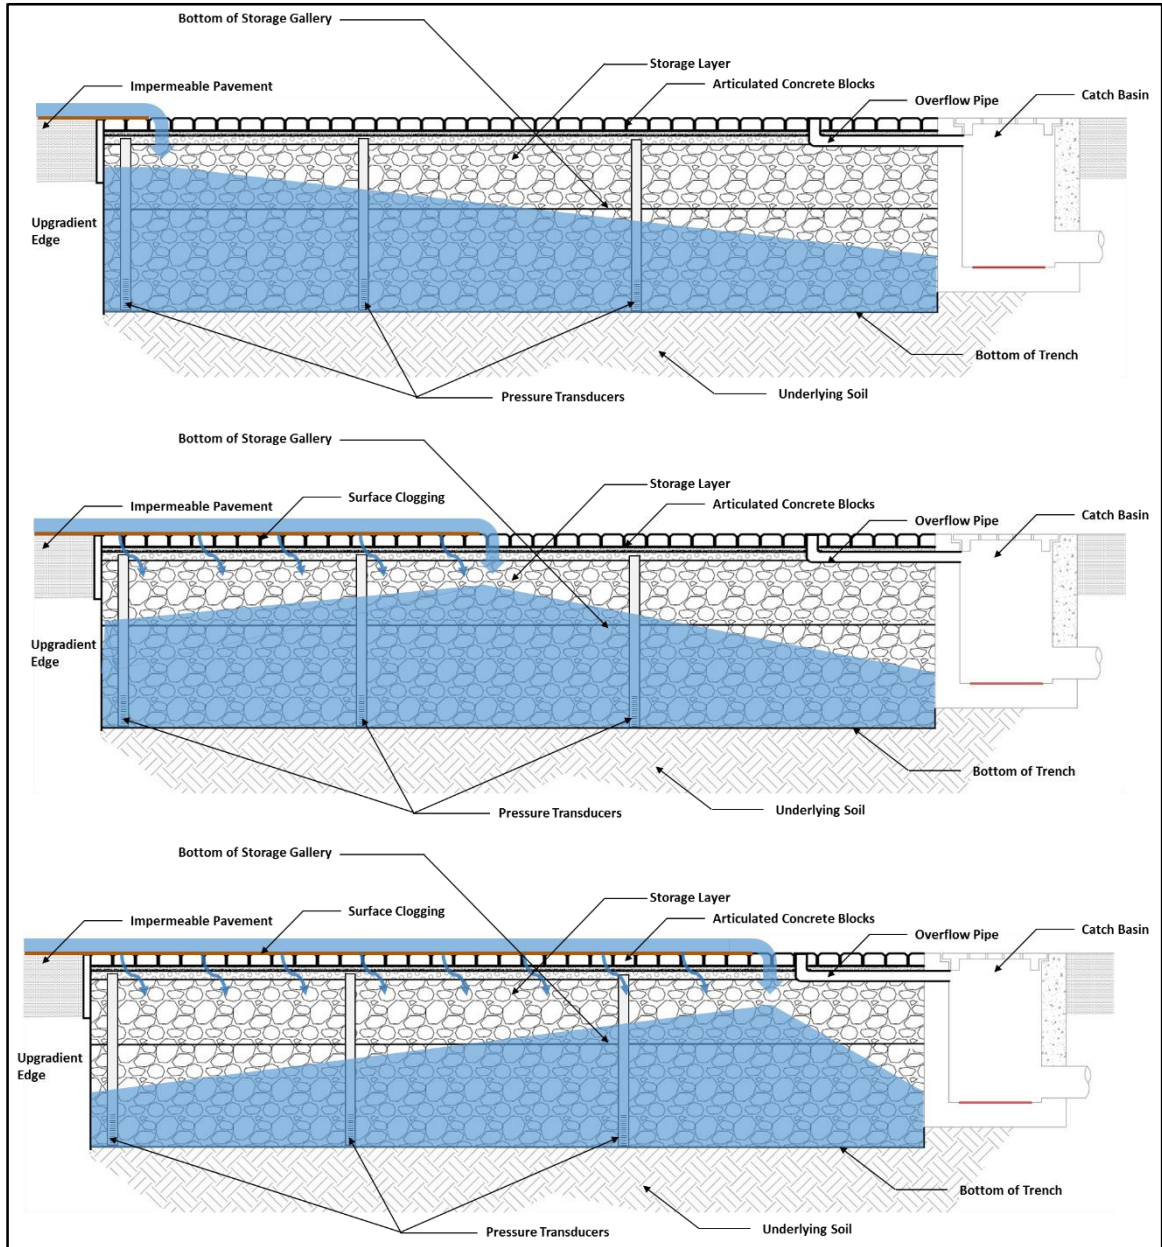 Bottom of Storage Gallery
Storage Layer
Impermeable Pavement
Articulated Concrete Blocks
Overflow Pipe
Catch Basin
Upgradient
Edge
Bottom of Trench
Pressure Transducers
Underlying Soil
Bottom of Storage Gallery
Storage Layer
Impermeable Pavement
Surface Clogging
Articulated Concrete Blocks
Overflow Pipe
Catch Basin
Upgradient
Edge
Bottom of Trench
Pressure Transducers
Underlying Soil
Bottom of Storage Gallery
Storage Layer
Impermeable Pavement
Surface Clogging
Articulated Concrete Blocks
Overflow Pipe
Catch Basin
Upgradient
Edge
Bottom of Trench
Pressure Transducers
Underlying Soil